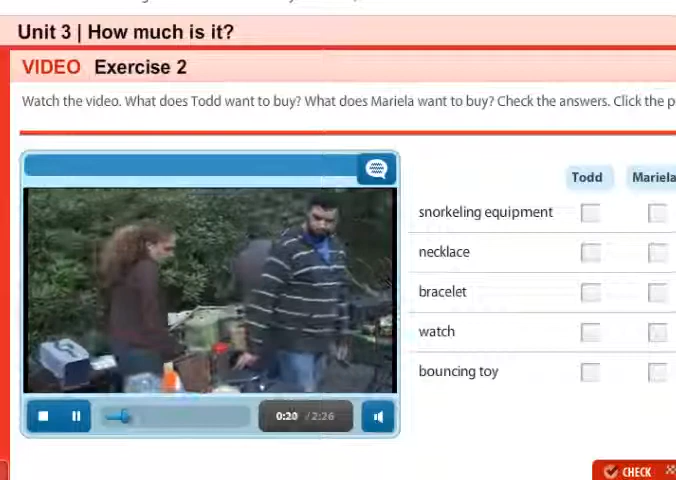 Unit 3 | How much is it?
VIDEO Exercise 2
Watch the video. What does Todd want to buy? What does Mariela want to buy? Check the answers. Click the p
Todd Mariela
snorkeling equipment
necklace
bracelet
watch
bouncing toy
0:20 / 2:26
CHECK